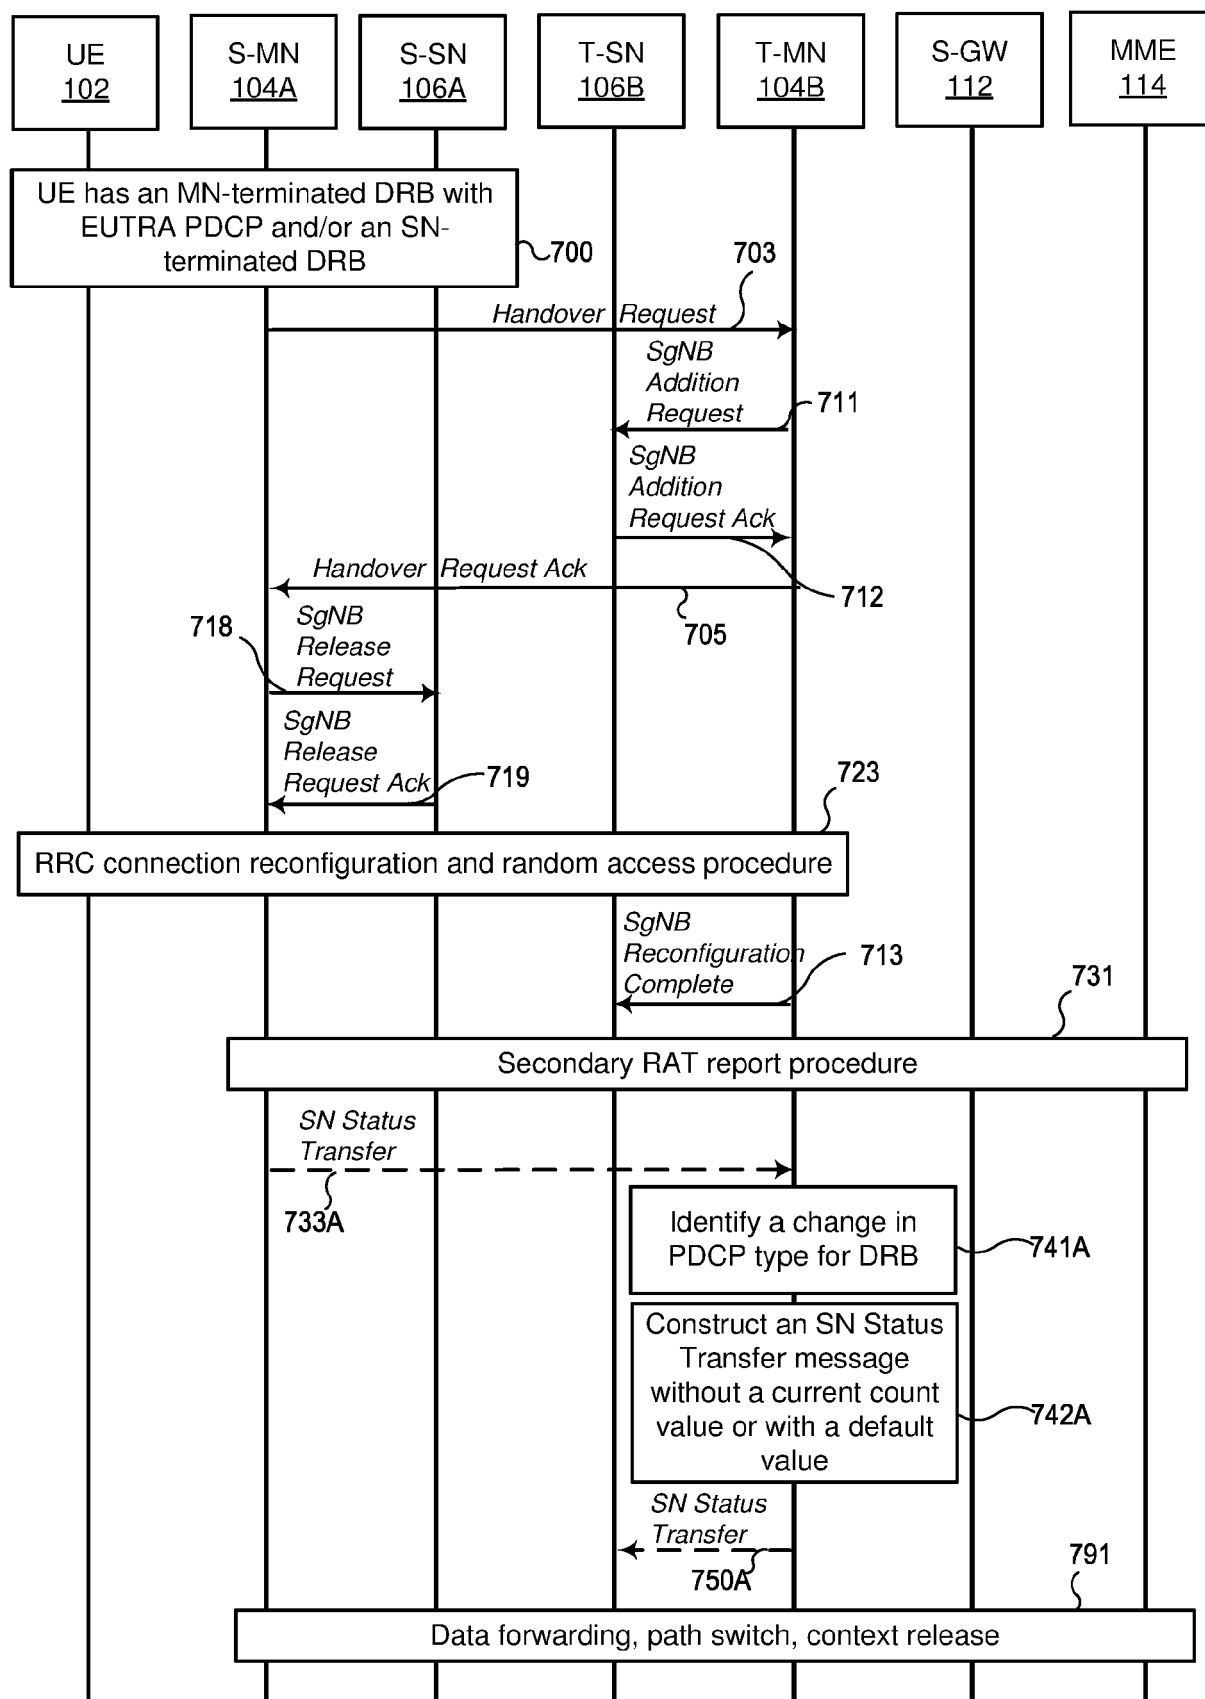 UE
102
S-MN
104A
S-SN
106A
T-SN
106B
T-MN
104B
S-GW
112
MME
114
UE has an MN-terminated DRB with
EUTRA PDCP and/or an SN-
terminated DRB
700
703
Handover Request
SgNB
Addition
Request
711
SgNB
Addition
Request Ack
712
Handover Request Ack
705
718
SgNB
Release
Request
SgNB
Release
Request Ack
719
723
RRC connection reconfiguration and random access procedure
SgNB
Reconfiguration
Complete
713
731
Secondary RAT report procedure
SN Status
Transfer
733A
Identify a change in
PDCP type for DRB
741A
Construct an SN Status
Transfer message
without a current count
value or with a default
value
742A
SN Status
Transfer
750A
791
Data forwarding, path switch, context release